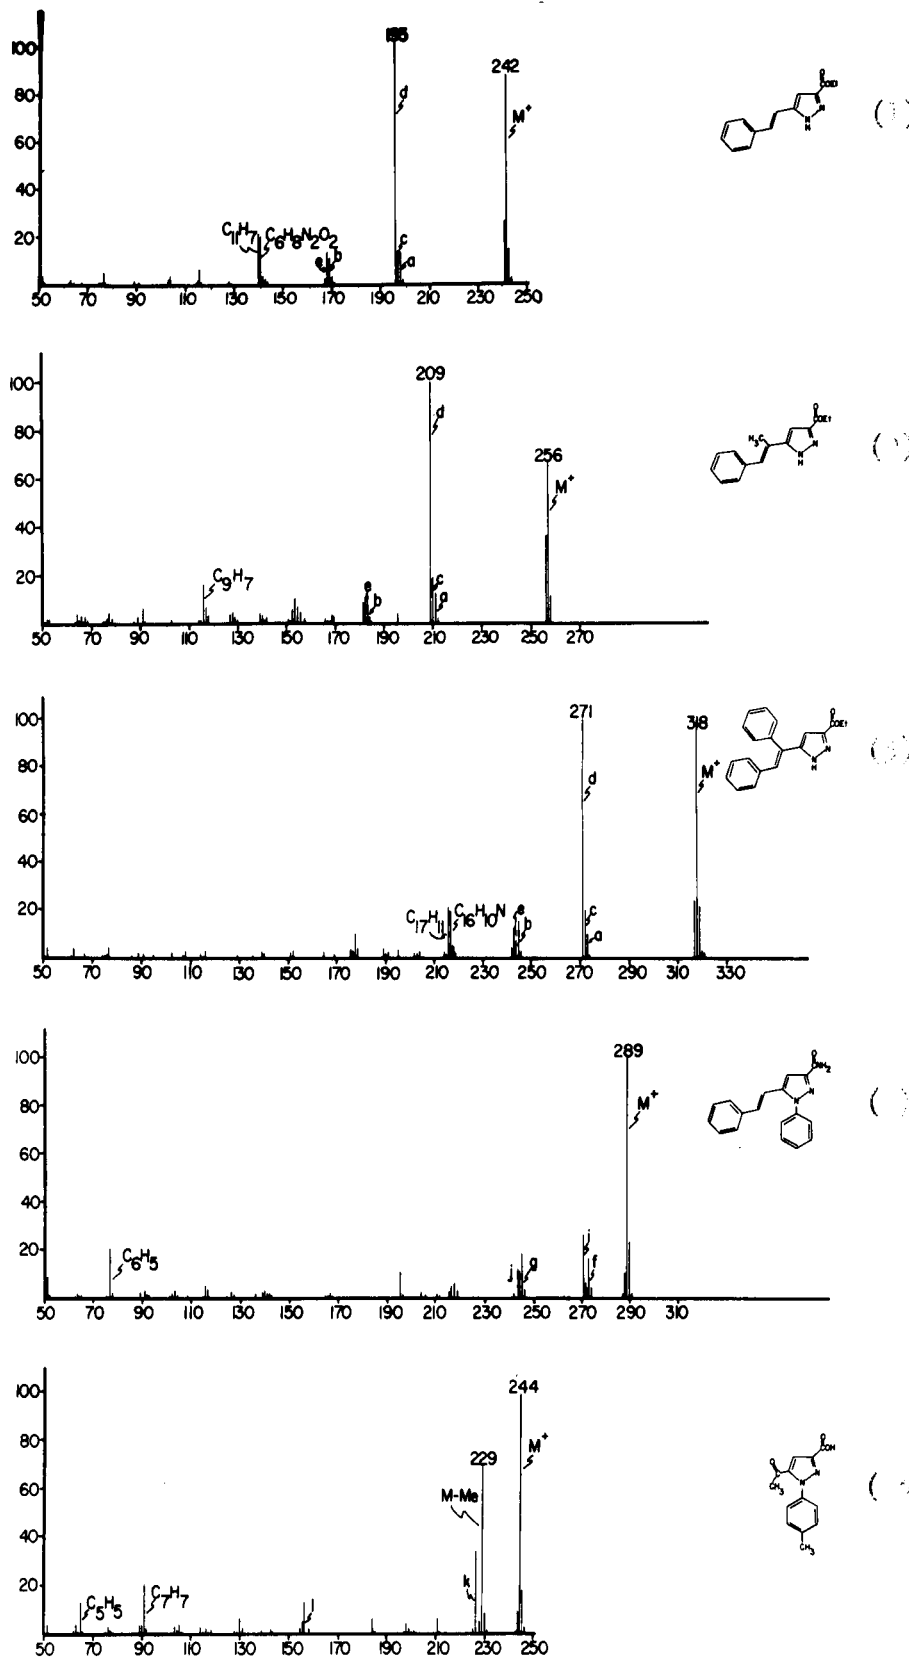 195
242
100
d
80
M+
60
40
C11H7
C6H8N2O2
20
c
e
b
a
50 70 90 110 130 150 170 190 210 230 250
COEt
O
N
N
H
209
100
d
80
256
60
M+
40
C9H7
20
e
c
b
a
50 70 90 110 130 150 170 190 210 230 250 270
O
COEt
H3C
N
N
H
271
318
100
d
M+
80
60
40
C17H11
C16H10N
e
20
b
c
a
50 70 90 110 130 150 170 190 210 230 250 270 290 310 330
O
COEt
N
N
H
289
100
M+
80
60
40
C6H5
20
i
j
g
f
50 70 90 110 130 150 170 190 210 230 250 270 290 310
O
CNH2
N
N
244
100
M+
80
229
60
M-Me
40
k
C5H5
C7H7
20
l
50 70 90 110 130 150 170 190 210 230 250
O
COH
O
C
CH3
N
N
CH3